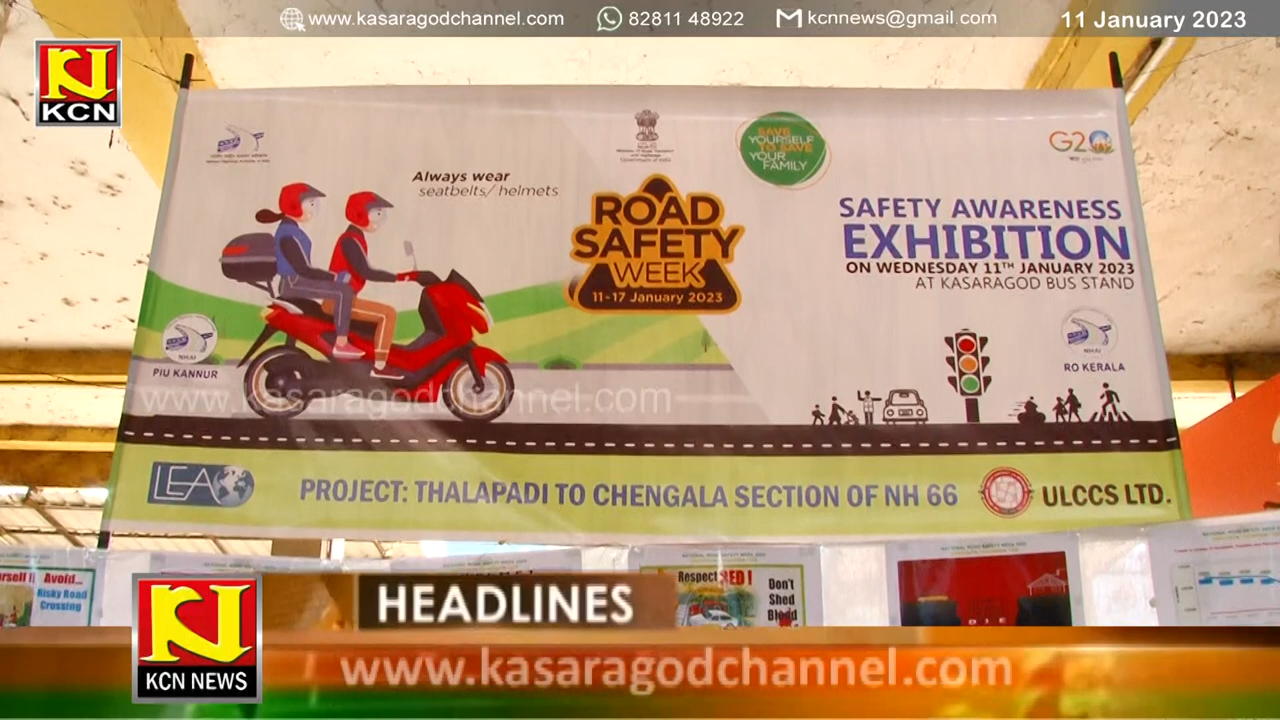 www.kasaragodchannel.com
82811 48922
kcnnews@gmail.com
11 January 2023
KCN
Always wear
seatbelts/ helmets
SAVE
YOURSELF
TO SAVE
YOUR
FAMILY
G20
ROAD
SAFETY
WEEK
11-17 January 2023
SAFETY AWARENESS
EXHIBITION
ON WEDNESDAY 11TH JANUARY 2023
AT KASARAGOD BUS STAND
NHAI
PIU KANNUR
NHAI
RO KERALA
www.kasaragodchannel.com
LEA
PROJECT: THALAPADI TO CHENGALA SECTION OF NH 66
ULCCS LTD.
Avoid...
Risky Road
Crossing
Respect RED !
Don't
Shed
Blood
DIE
HEADLINES
KCN NEWS
www.kasaragodchannel.com